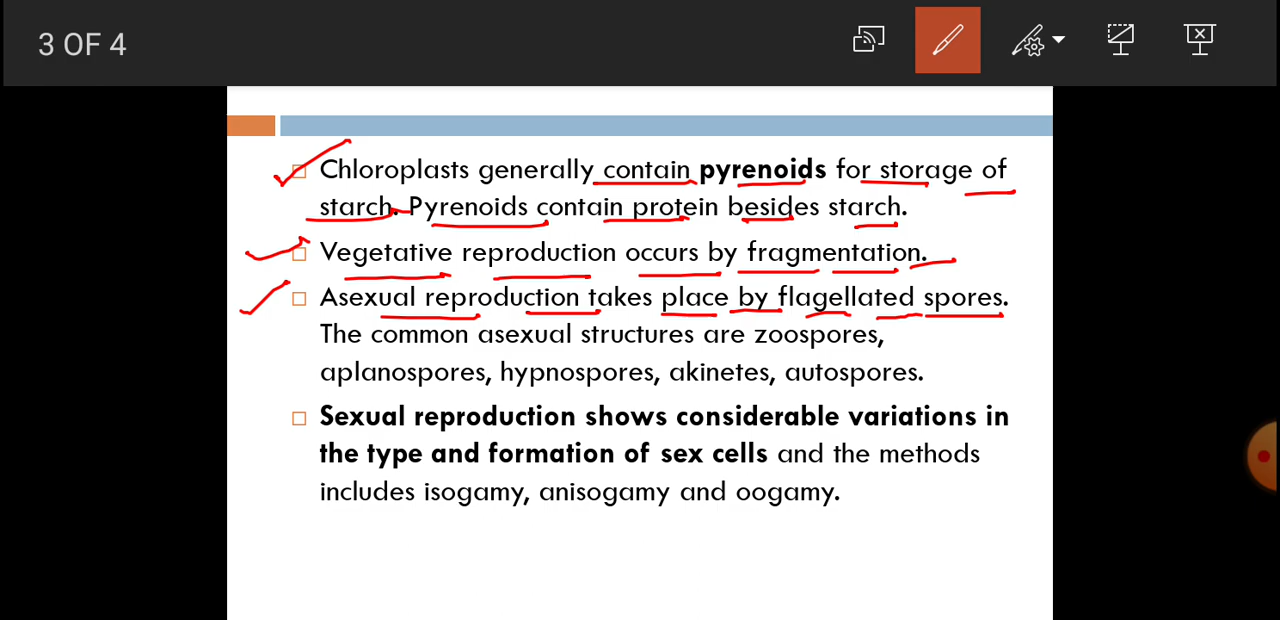 3 OF 4
Chloroplasts generally contain pyrenoids for storage of
starch. Pyrenoids contain protein besides starch.
Vegetative reproduction occurs by fragmentation.
Asexual reproduction takes place by flagellated spores.
The common asexual structures are zoospores,
aplanospores, hypnospores, akinetes, autospores.
Sexual reproduction shows considerable variations in
the type and formation of sex cells and the methods
includes isogamy, anisogamy and oogamy.